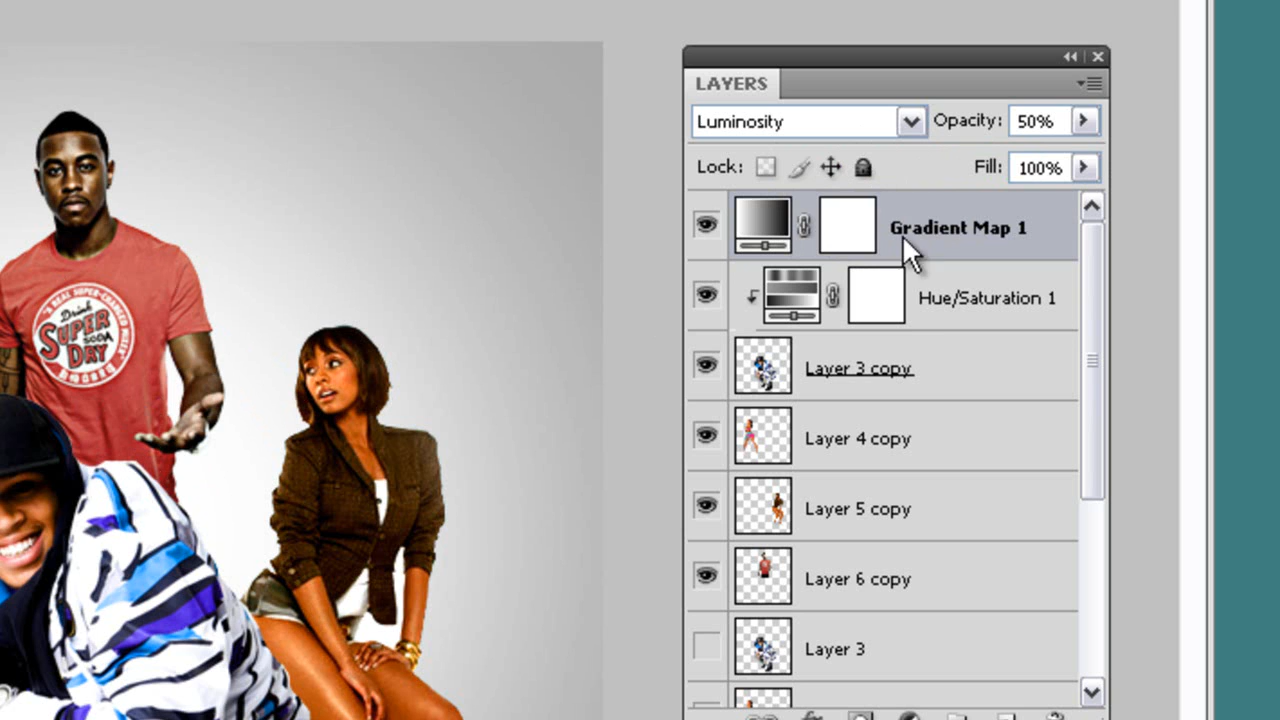 LAYERS
Luminosity
Opacity: 50%
Lock:
Fill: 100%
Gradient Map 1
Hue/Saturation 1
Layer 3 copy
Layer 4 copy
Layer 5 copy
Layer 6 copy
Layer 3
Drink
SUPER
SODA
DAY